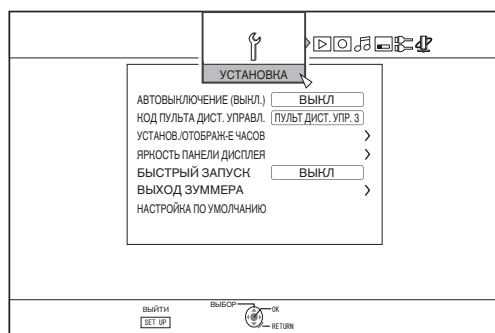 УСТАНОВКА
АВТОВЫКЛЮЧЕНИЕ (ВЫКЛ.) ВЫКЛ
КОД ПУЛЬТА ДИСТ. УПРАВЛ. ПУЛЬТ ДИСТ. УПР. 3
УСТАНОВ./ОТОБРАЖ-Е ЧАСОВ
ЯРКОСТЬ ПАНЕЛИ ДИСПЛЕЯ
БЫСТРЫЙ ЗАПУСК ВЫКЛ
ВЫХОД ЗУММЕРА
НАСТРОЙКА ПО УМОЛЧАНИЮ
ВЫЙТИ ВЫБОР OK
SET UP RETURN